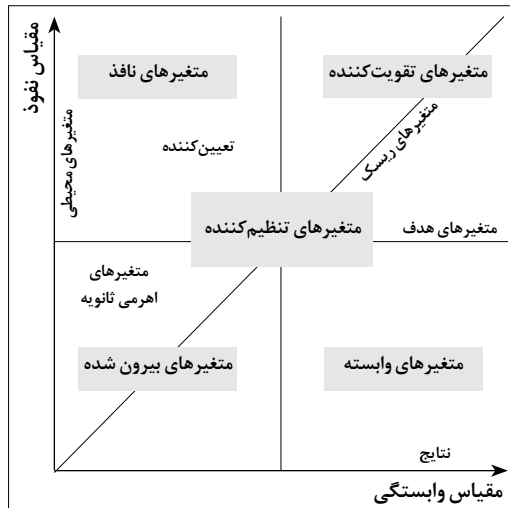 مقیاس نفوذ
متغیرهای تقویت‌کننده
متغیرهای نافذ
متغیرهای ریسک
تعیین‌کننده
متغیرهای محیطی
متغیرهای تنظیم‌کننده
متغیرهای هدف
متغیرهای
اهرمی ثانویه
متغیرهای وابسته
متغیرهای بیرون شده
نتایج
مقیاس وابستگی